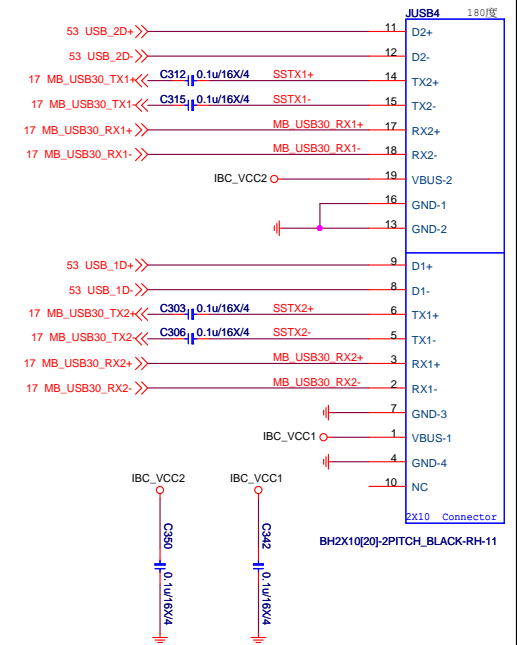 JUSB4 180度
53 USB_2D+ 11 D2+
53 USB_2D- 12 D2-
17 MB_USB30_TX1+ C312 0.1u/16X/4 SSTX1+ 14 TX2+
17 MB_USB30_TX1- C315 0.1u/16X/4 SSTX1- 15 TX2-
17 MB_USB30_RX1+ MB_USB30_RX1+ 17 RX2+
17 MB_USB30_RX1- MB_USB30_RX1- 18 RX2-
IBC_VCC2 19 VBUS-2
16 GND-1
13 GND-2
53 USB_1D+ 9 D1+
53 USB_1D- 8 D1-
17 MB_USB30_TX2+ C303 0.1u/16X/4 SSTX2+ 6 TX1+
17 MB_USB30_TX2- C306 0.1u/16X/4 SSTX2- 5 TX1-
17 MB_USB30_RX2+ MB_USB30_RX2+ 3 RX1+
17 MB_USB30_RX2- MB_USB30_RX2- 2 RX1-
7 GND-3
IBC_VCC1 1 VBUS-1
4 GND-4
10 NC
2X10 Connector
BH2X10[20]-2PITCH_BLACK-RH-11
IBC_VCC2 IBC_VCC1
C350 0.1u/16X/4
C342 0.1u/16X/4